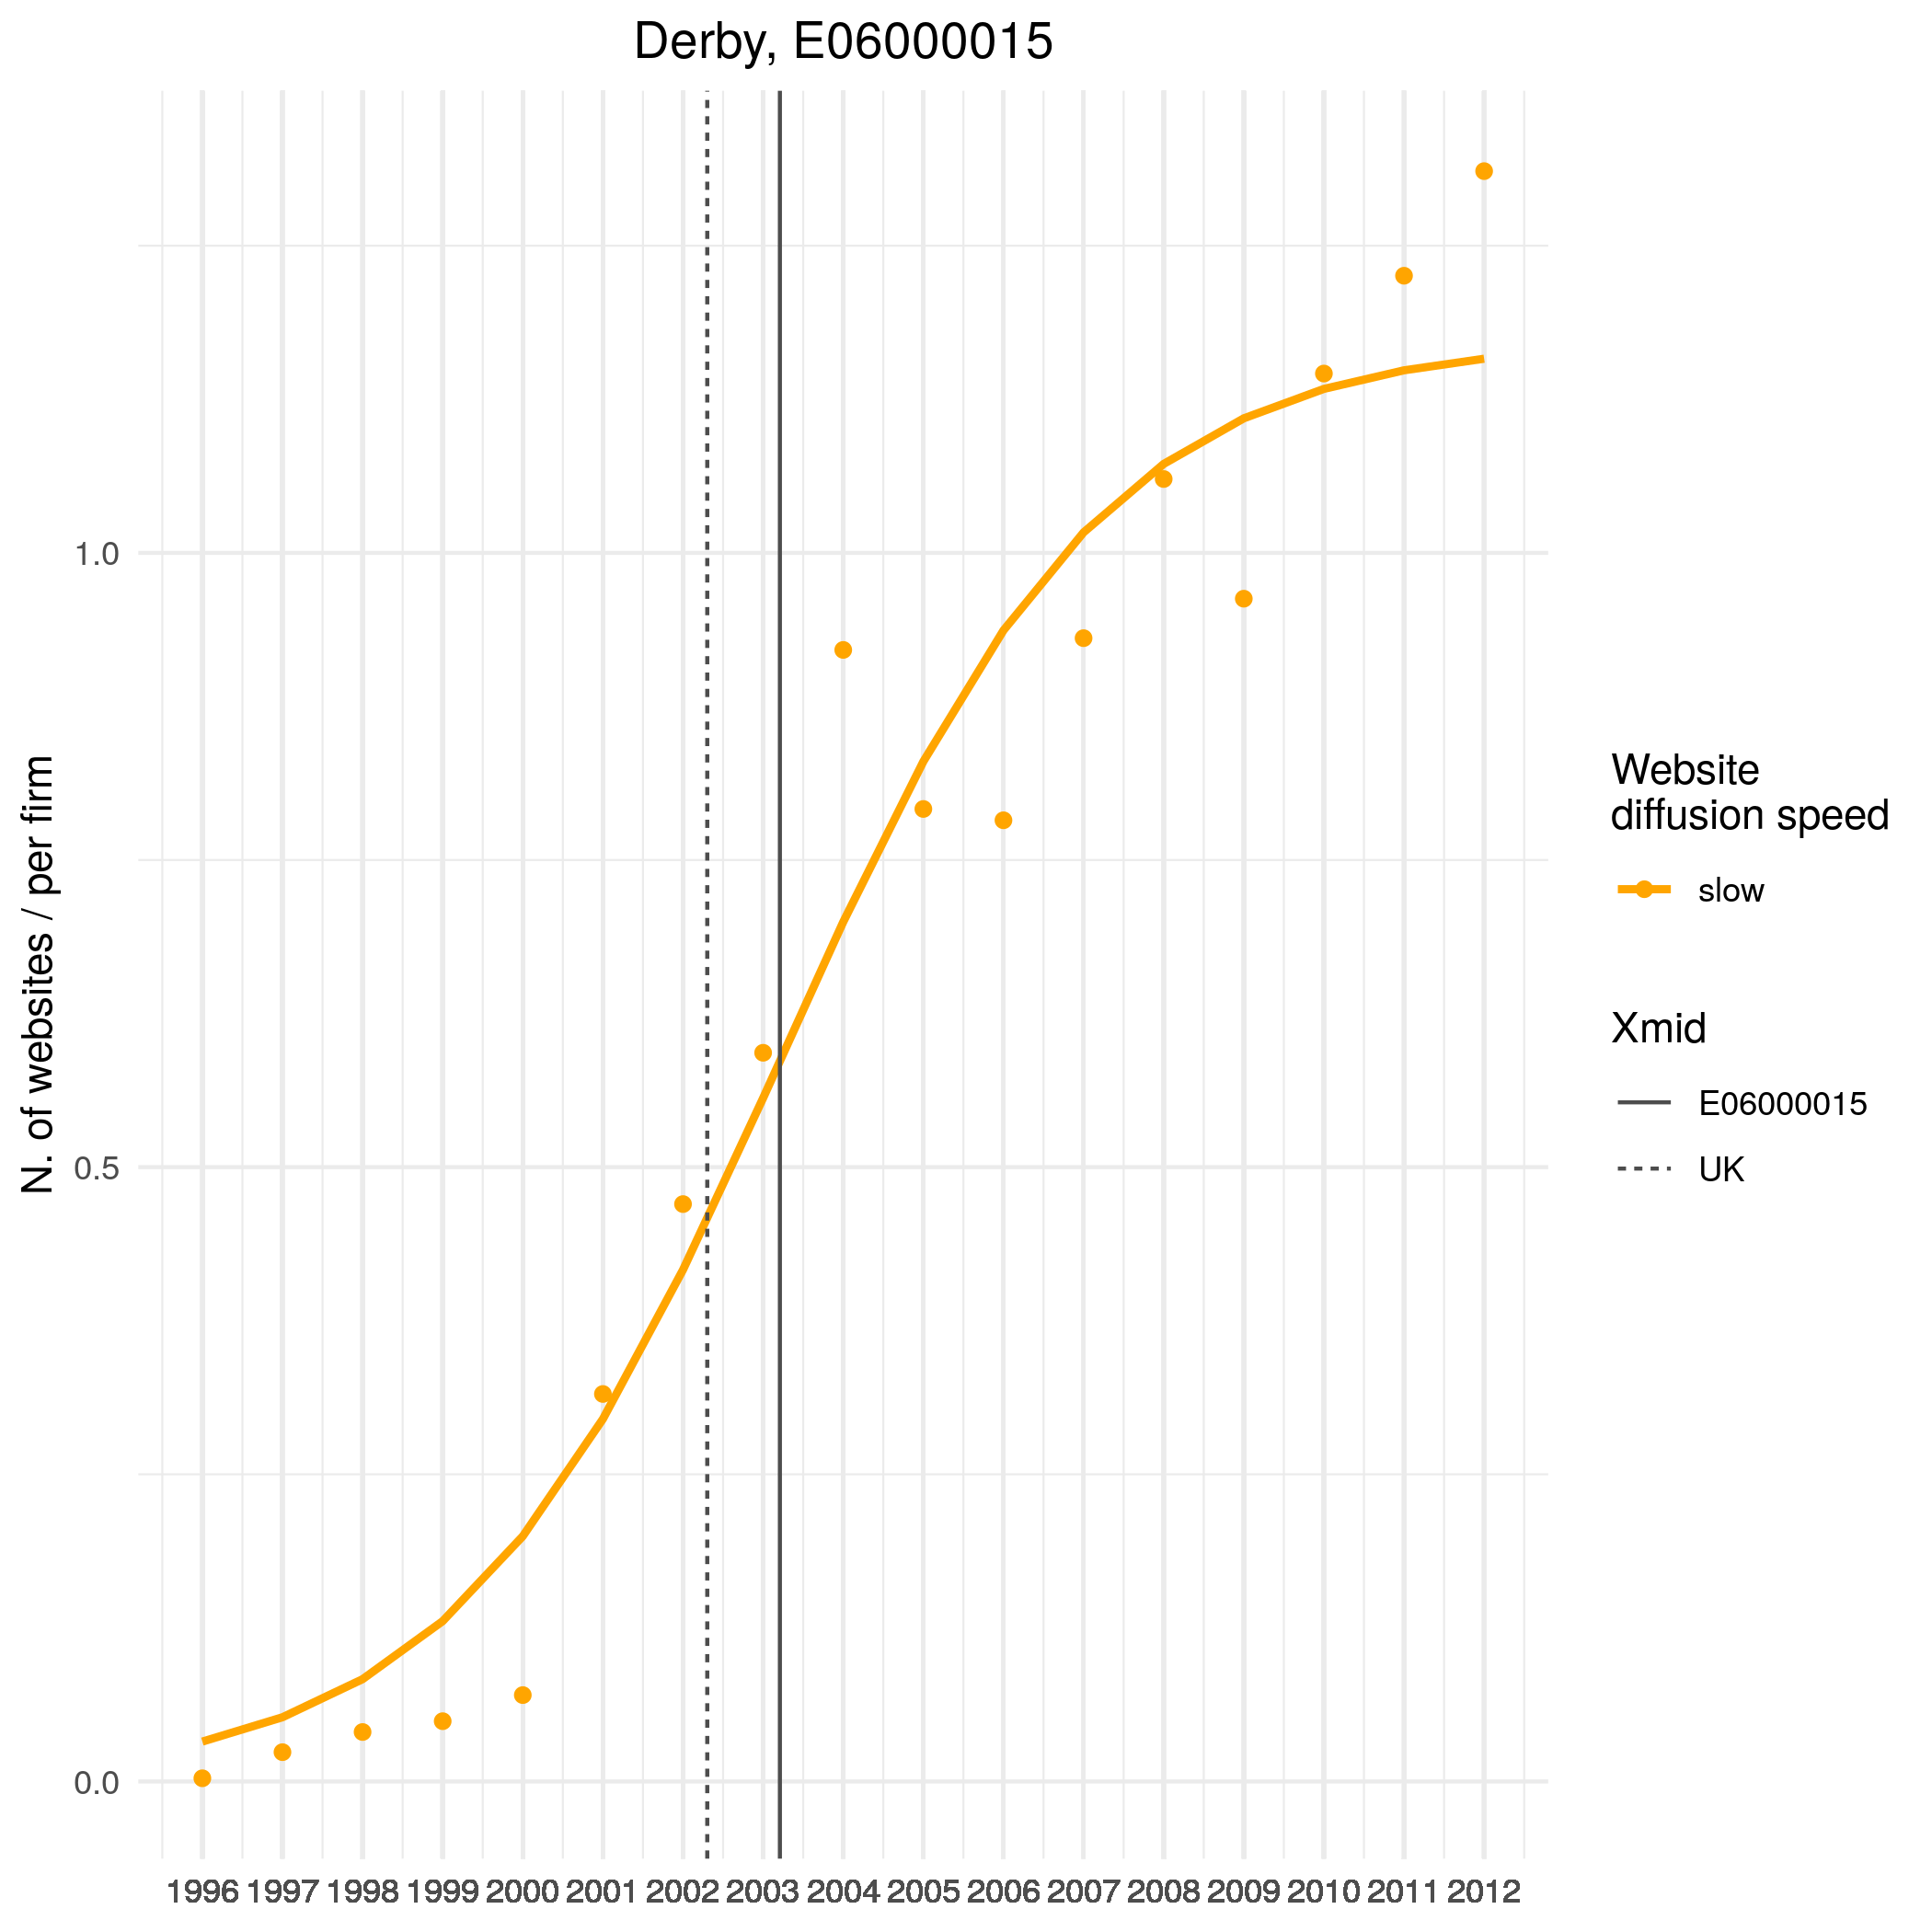 Derby, E06000015
N. of websites / per firm
1.0
0.5
0.0
1996 1997 1998 1999 2000 2001 2002 2003 2004 2005 2006 2007 2008 2009 2010 2011 2012
Website
diffusion speed
slow
Xmid
E06000015
UK